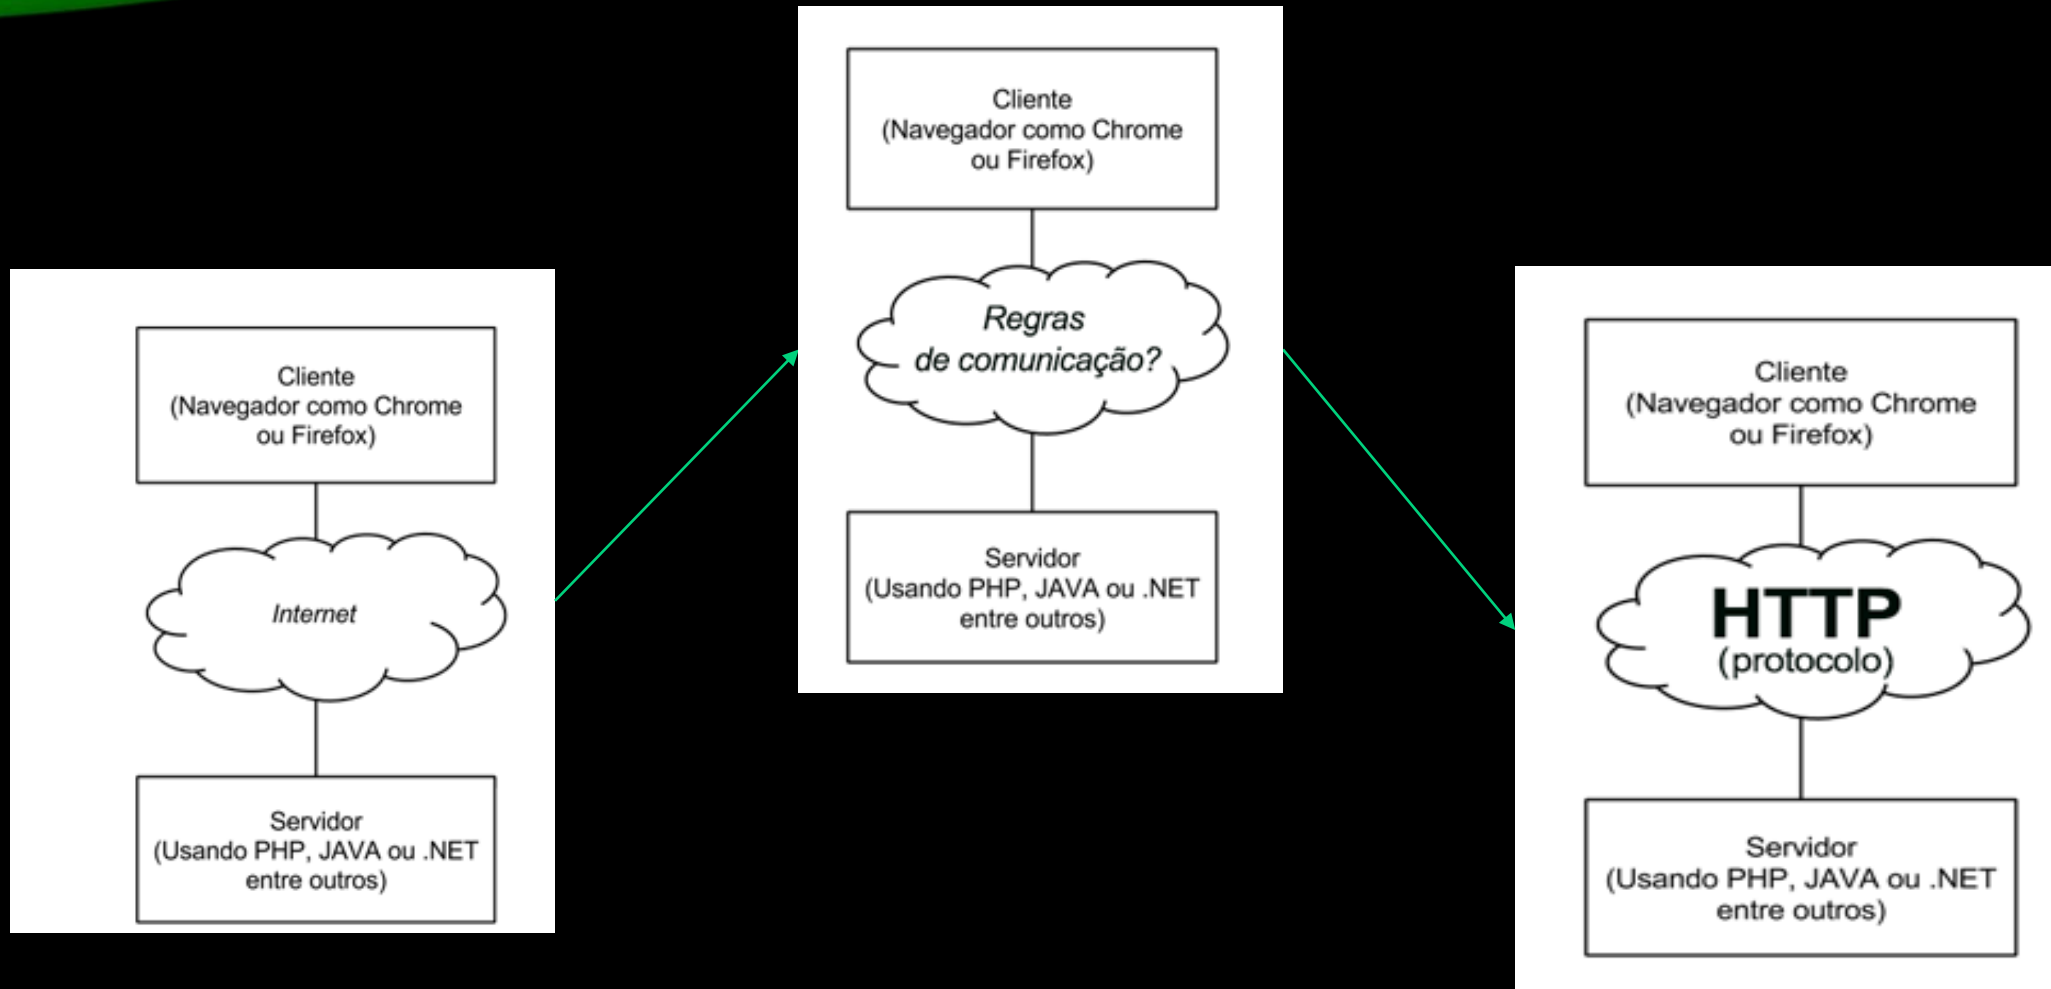 Cliente
(Navegador como Chrome
ou Firefox)
Internet
Servidor
(Usando PHP, JAVA ou .NET
entre outros)
Cliente
(Navegador como Chrome
ou Firefox)
Regras
de comunicação?
Servidor
(Usando PHP, JAVA ou .NET
entre outros)
Cliente
(Navegador como Chrome
ou Firefox)
HTTP
(protocolo)
Servidor
(Usando PHP, JAVA ou .NET
entre outros)